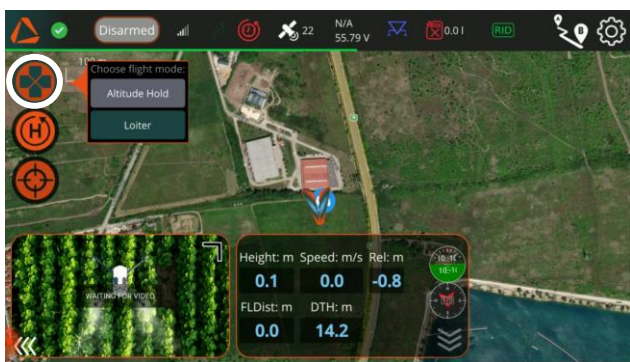 Disarmed
22
N/A
55.79 V
0.0 l
RID
B
100 m
Choose flight mode:
Altitude Hold
Loiter
H
WAITING FOR VIDEO
Height: m Speed: m/s Rel: m
0.1 0.0 -0.8
FLDist: m DTH: m
0.0 14.2